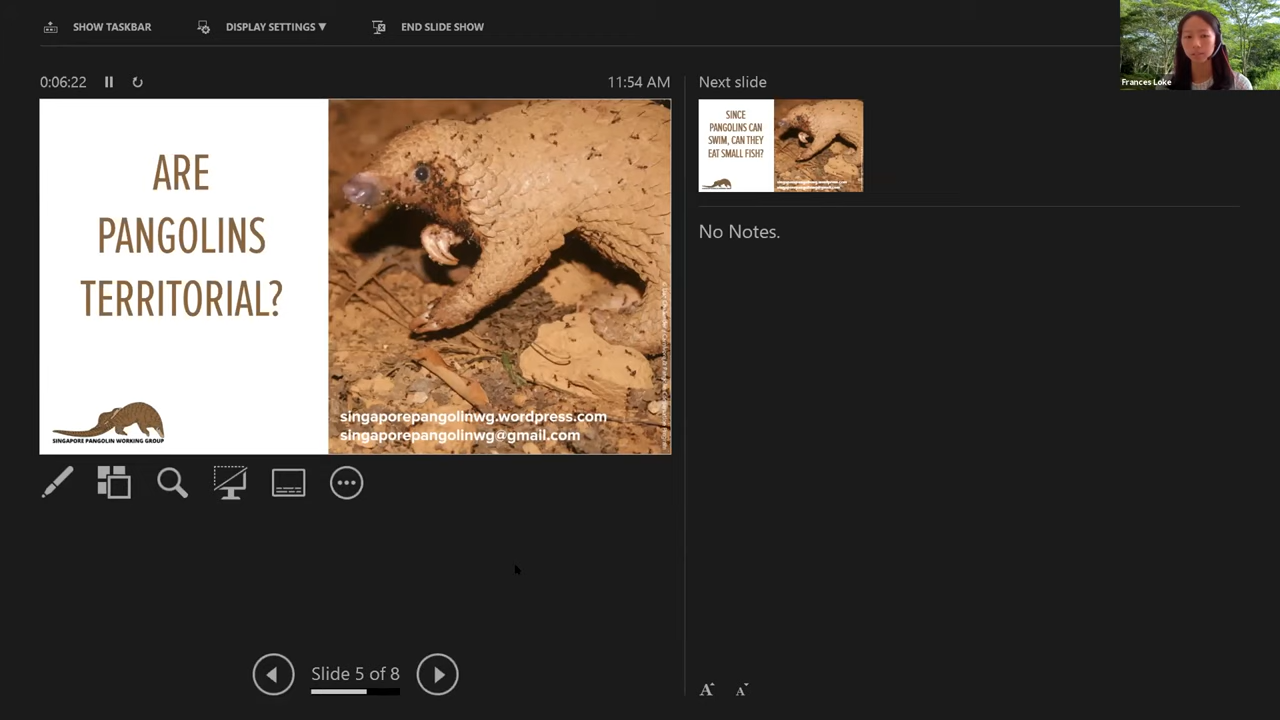 SHOW TASKBAR
DISPLAY SETTINGS ▼
END SLIDE SHOW
Frances Loke
0:06:22
11:54 AM
ARE
PANGOLINS
TERRITORIAL?
SINGAPORE PANGOLIN WORKING GROUP
singaporepangolinwg.wordpress.com
singaporepangolinwg@gmail.com
Slide 5 of 8
Next slide
SINCE
PANGOLINS CAN
SWIM, CAN THEY
EAT SMALL FISH?
No Notes.
A
A